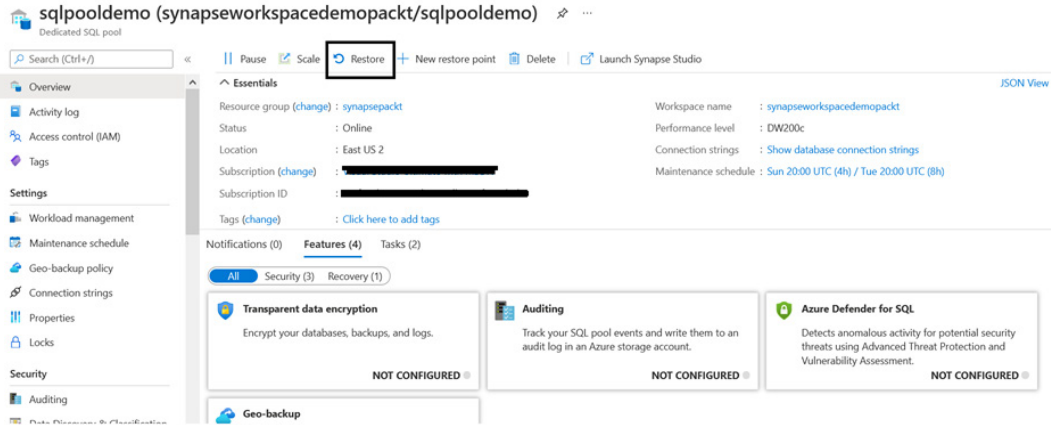 sqlpooldemo (synapseworkspacedemopackt/sqlpooldemo) ...
Dedicated SQL pool
Search (Ctrl+/) «
Overview
Activity log
Access control (IAM)
Tags
Settings
Workload management
Maintenance schedule
Geo-backup policy
Connection strings
Properties
Locks
Security
Auditing
Data Discovery & Classification
Pause Scale Restore New restore point Delete Launch Synapse Studio
Essentials JSON View
Resource group (change) : synapsepackt
Status : Online
Location : East US 2
Subscription (change) :
Subscription ID :
Tags (change) : Click here to add tags
Workspace name : synapseworkspacedemopackt
Performance level : DW200c
Connection strings : Show database connection strings
Maintenance schedule : Sun 20:00 UTC (4h) / Tue 20:00 UTC (8h)
Notifications (0) Features (4) Tasks (2)
All Security (3) Recovery (1)
Transparent data encryption
Encrypt your databases, backups, and logs.
NOT CONFIGURED
Auditing
Track your SQL pool events and write them to an
audit log in an Azure storage account.
NOT CONFIGURED
Azure Defender for SQL
Detects anomalous activity for potential security
threats using Advanced Threat Protection and
Vulnerability Assessment.
NOT CONFIGURED
Geo-backup